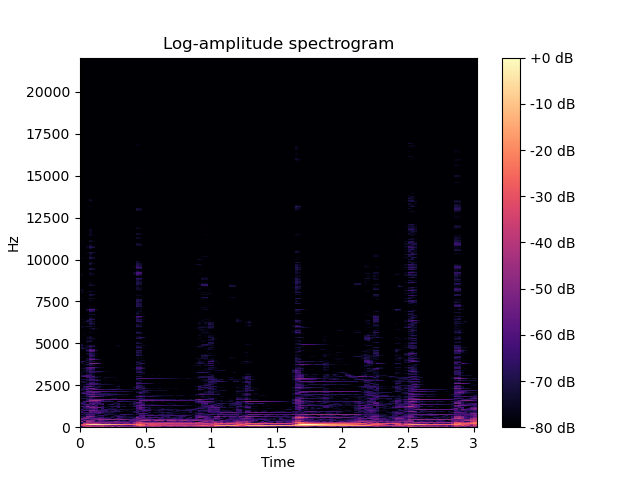 Log-amplitude spectrogram
Hz
20000
17500
15000
12500
10000
7500
5000
2500
0
0
0.5
1
1.5
2
2.5
3
Time
+0 dB
-10 dB
-20 dB
-30 dB
-40 dB
-50 dB
-60 dB
-70 dB
-80 dB